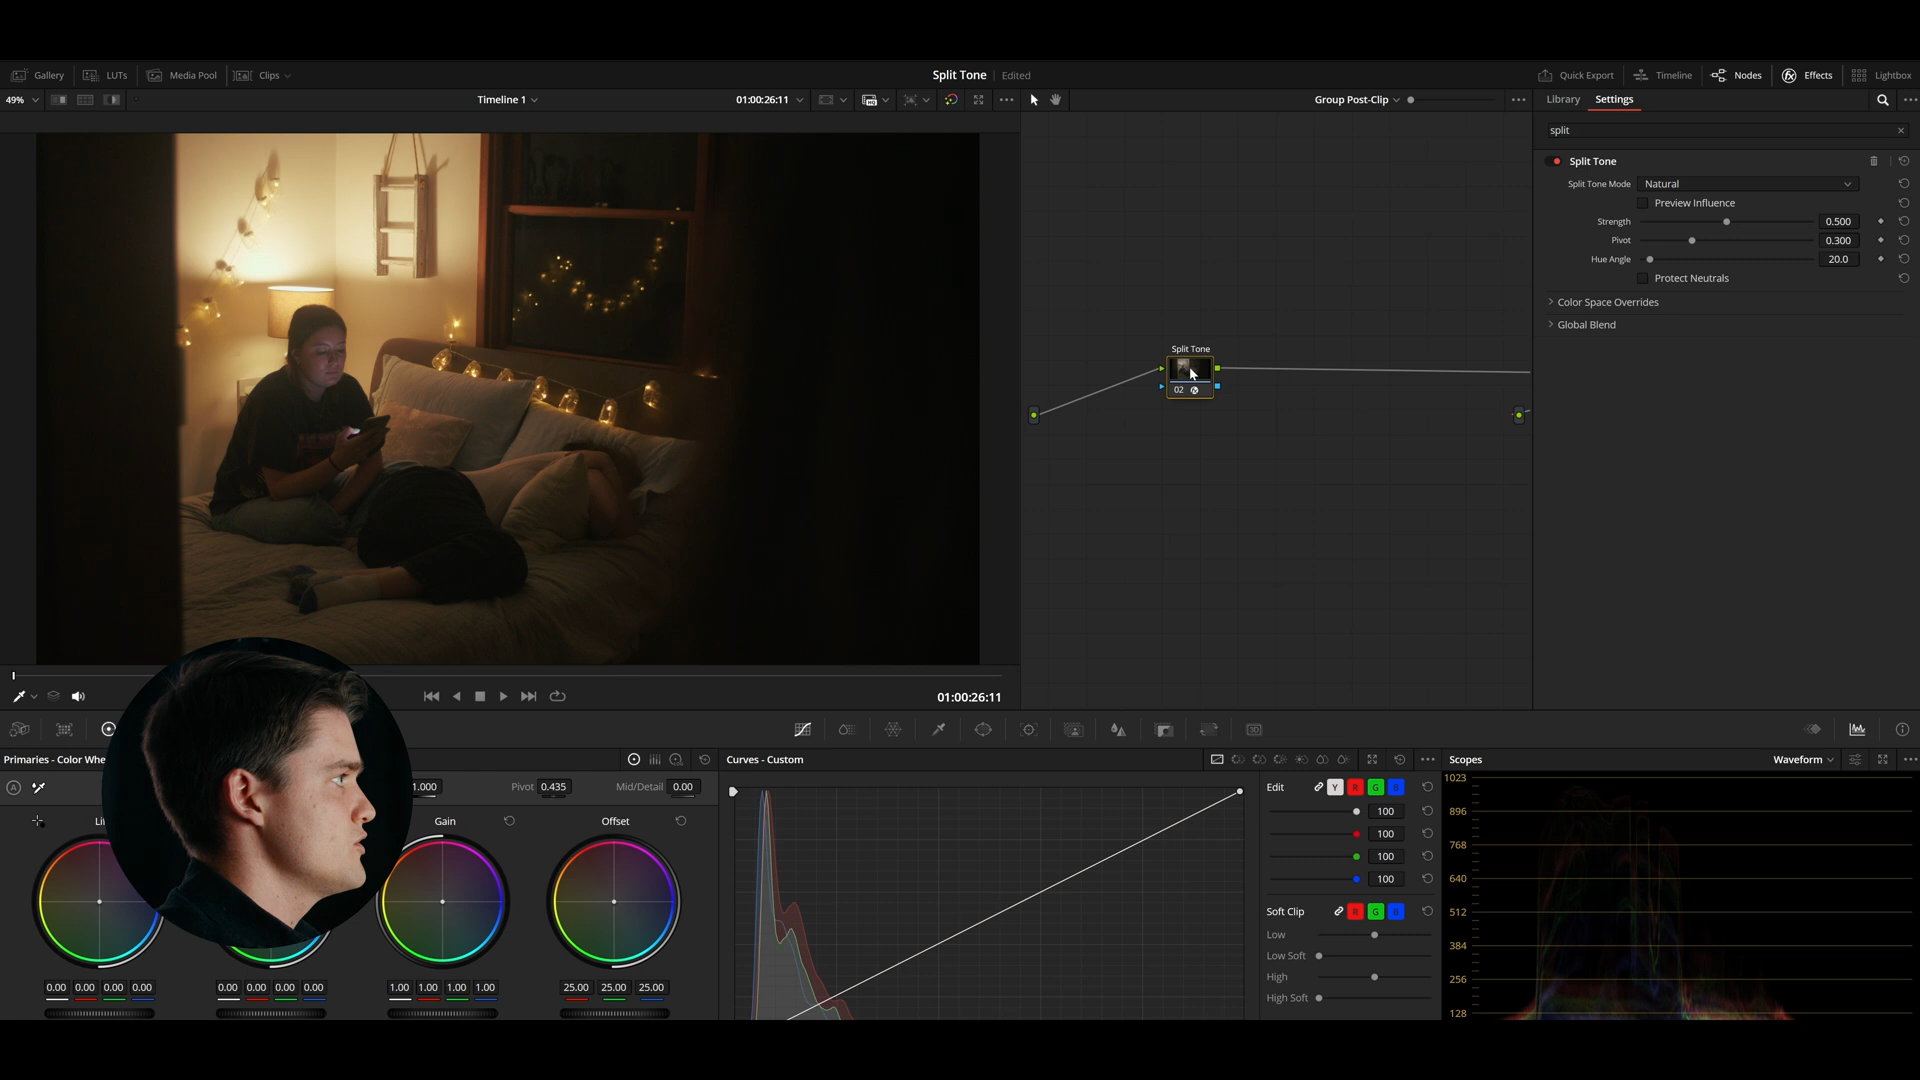 Gallery LUTs Media Pool Clips Split Tone Edited Quick Export Timeline Nodes Effects Lightbox
49% Timeline 1 01:00:26:11 Group Post-Clip Library Settings
split
Split Tone
Split Tone Mode Natural
Preview Influence
Strength 0.500
Pivot 0.300
Hue Angle 20.0
Protect Neutrals
Color Space Overrides
Global Blend
Split Tone
02
01:00:26:11
Primaries - Color Whe
Curves - Custom
Scopes Waveform
A 1.000 Pivot 0.435 Mid/Detail 0.00
Gain Offset
0.00 0.00 0.00 0.00 0.00 0.00 0.00 0.00 1.00 1.00 1.00 1.00 25.00 25.00 25.00
Edit Y R G B
100
100
100
100
Soft Clip R G B
Low
Low Soft
High
High Soft
1023
896
768
640
512
384
256
128